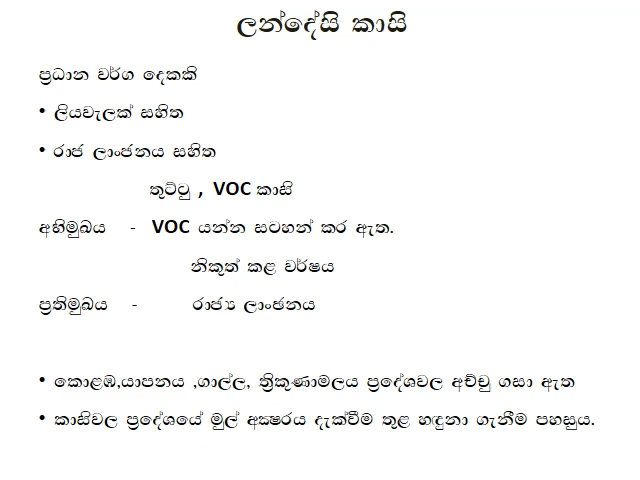 ලන්දේසි කාසි
ප්‍රධාන වර්ග දෙකකි
• ලියවැලක් සහිත
• රාජ ලාංජනය සහිත
තුට්ටු , VOC කාසි
අභිමුඛය - VOC යන්න සටහන් කර ඇත.
නිකුත් කළ වර්ෂය
ප්‍රතිමුඛය - රාජ්‍ය ලාංඡනය
• කොළඹ,යාපනය ,ගාල්ල, ත්‍රිකුණාමලය ප්‍රදේශවල අච්චු ගසා ඇත
• කාසිවල ප්‍රදේශයේ මුල් අක්‍ෂරය දැක්වීම තුළ හඳුනා ගැනීම පහසුය.